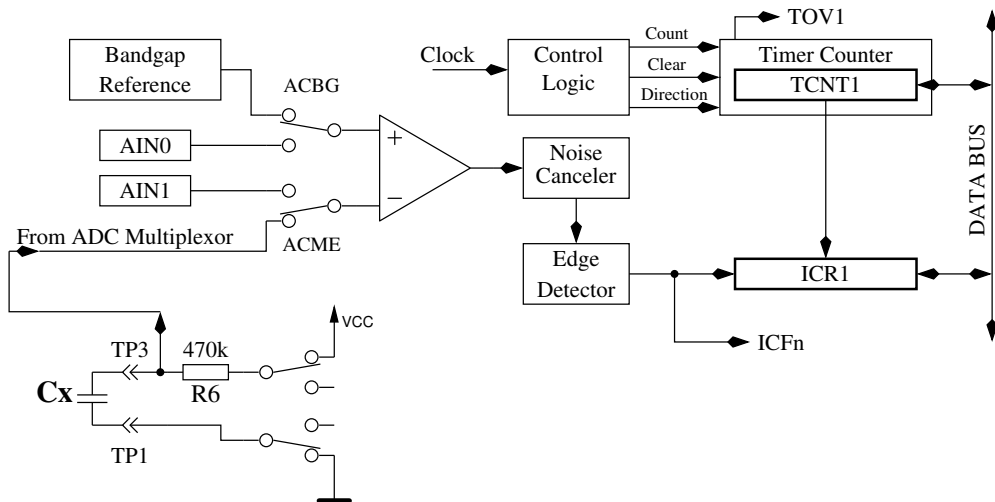 TOV1
Bandgap
Reference
ACBG
Clock
Control
Logic
Count
Clear
Direction
Timer Counter
TCNT1
AIN0
AIN1
+
−
Noise
Canceler
DATA BUS
From ADC Multiplexor
ACME
Edge
Detector
ICR1
ICFn
VCC
TP3
470k
R6
Cx
TP1